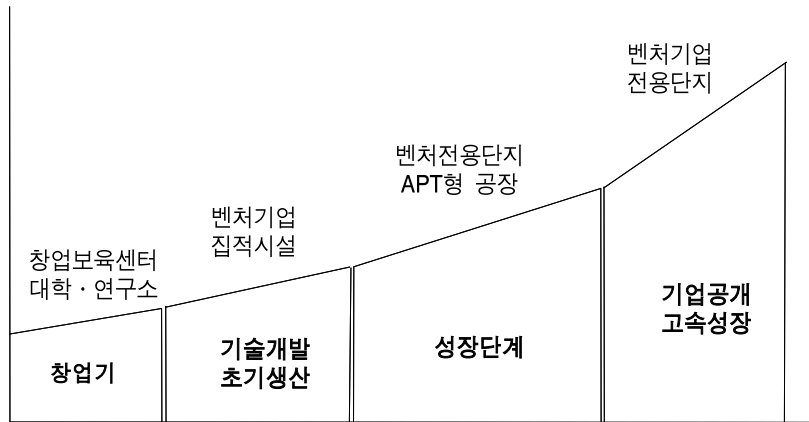 벤처기업
전용단지
벤처전용단지
APT형 공장
벤처기업
집적시설
창업보육센터
대학 · 연구소
기업공개
고속성장
성장단계
기술개발
초기생산
창업기